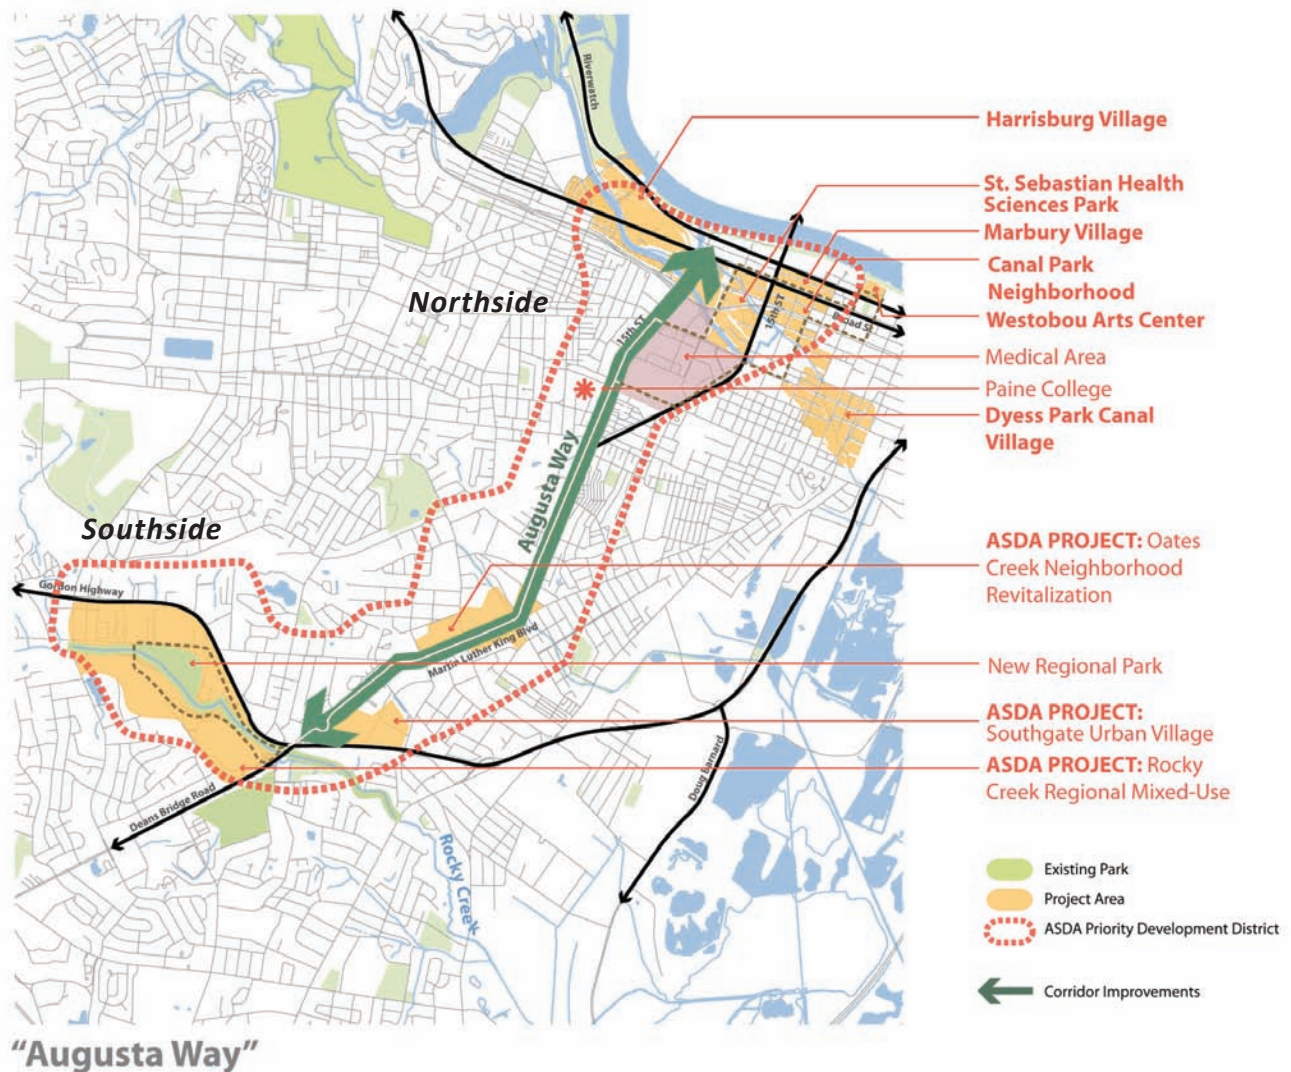 Riverwatch
Harrisburg Village
St. Sebastian Health
Sciences Park
Marbury Village
Canal Park
Neighborhood
Westobou Arts Center
Medical Area
Paine College
Dyess Park Canal
Village
Northside
15th ST
15th ST
Broad St.
Augusta Way
Southside
Gordon Highway
Martin Luther King Blvd
ASDA PROJECT: Oates
Creek Neighborhood
Revitalization
New Regional Park
ASDA PROJECT:
Southgate Urban Village
ASDA PROJECT: Rocky
Creek Regional Mixed-Use
Deans Bridge Road
Doug Barnard
Rocky Creek
Existing Park
Project Area
ASDA Priority Development District
Corridor Improvements
"Augusta Way"